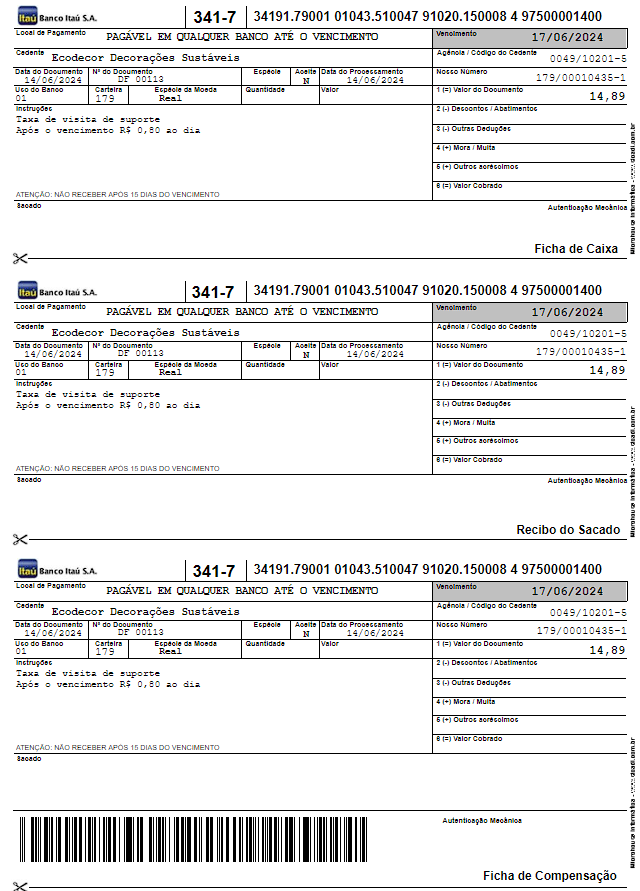 Itaú Banco Itaú S.A. 341-7 34191.79001 01043.510047 91020.150008 4 97500001400
Local de Pagamento PAGÁVEL EM QUALQUER BANCO ATÉ O VENCIMENTO Vencimento 17/06/2024
Cedente Ecodecor Decorações Sustáveis Agência / Código do Cedente 0049/10201-5
Data do Documento Nº do Documento Espécie Aceite Data do Processamento Nosso Número
14/06/2024 DF 00113 N 14/06/2024 179/00010435-1
Uso do Banco Carteira Espécie da Moeda Quantidade Valor 1 (=) Valor do Documento
01 179 Real 14,89
Instruções 2 (-) Descontos / Abatimentos
Taxa de visita de suporte
Após o vencimento R$ 0,80 ao dia 3 (-) Outras Deduções
4 (+) Mora / Multa
5 (+) Outros acréscimos
6 (=) Valor Cobrado
ATENÇÃO: NÃO RECEBER APÓS 15 DIAS DO VENCIMENTO
Sacado Autenticação Mecânica
Ficha de Caixa
Itaú Banco Itaú S.A. 341-7 34191.79001 01043.510047 91020.150008 4 97500001400
Local de Pagamento PAGÁVEL EM QUALQUER BANCO ATÉ O VENCIMENTO Vencimento 17/06/2024
Cedente Ecodecor Decorações Sustáveis Agência / Código do Cedente 0049/10201-5
Data do Documento Nº do Documento Espécie Aceite Data do Processamento Nosso Número
14/06/2024 DF 00113 N 14/06/2024 179/00010435-1
Uso do Banco Carteira Espécie da Moeda Quantidade Valor 1 (=) Valor do Documento
01 179 Real 14,89
Instruções 2 (-) Descontos / Abatimentos
Taxa de visita de suporte
Após o vencimento R$ 0,80 ao dia 3 (-) Outras Deduções
4 (+) Mora / Multa
5 (+) Outros acréscimos
6 (=) Valor Cobrado
ATENÇÃO: NÃO RECEBER APÓS 15 DIAS DO VENCIMENTO
Sacado Autenticação Mecânica
Recibo do Sacado
Itaú Banco Itaú S.A. 341-7 34191.79001 01043.510047 91020.150008 4 97500001400
Local de Pagamento PAGÁVEL EM QUALQUER BANCO ATÉ O VENCIMENTO Vencimento 17/06/2024
Cedente Ecodecor Decorações Sustáveis Agência / Código do Cedente 0049/10201-5
Data do Documento Nº do Documento Espécie Aceite Data do Processamento Nosso Número
14/06/2024 DF 00113 N 14/06/2024 179/00010435-1
Uso do Banco Carteira Espécie da Moeda Quantidade Valor 1 (=) Valor do Documento
01 179 Real 14,89
Instruções 2 (-) Descontos / Abatimentos
Taxa de visita de suporte
Após o vencimento R$ 0,80 ao dia 3 (-) Outras Deduções
4 (+) Mora / Multa
5 (+) Outros acréscimos
6 (=) Valor Cobrado
ATENÇÃO: NÃO RECEBER APÓS 15 DIAS DO VENCIMENTO
Sacado
Autenticação Mecânica
Ficha de Compensação